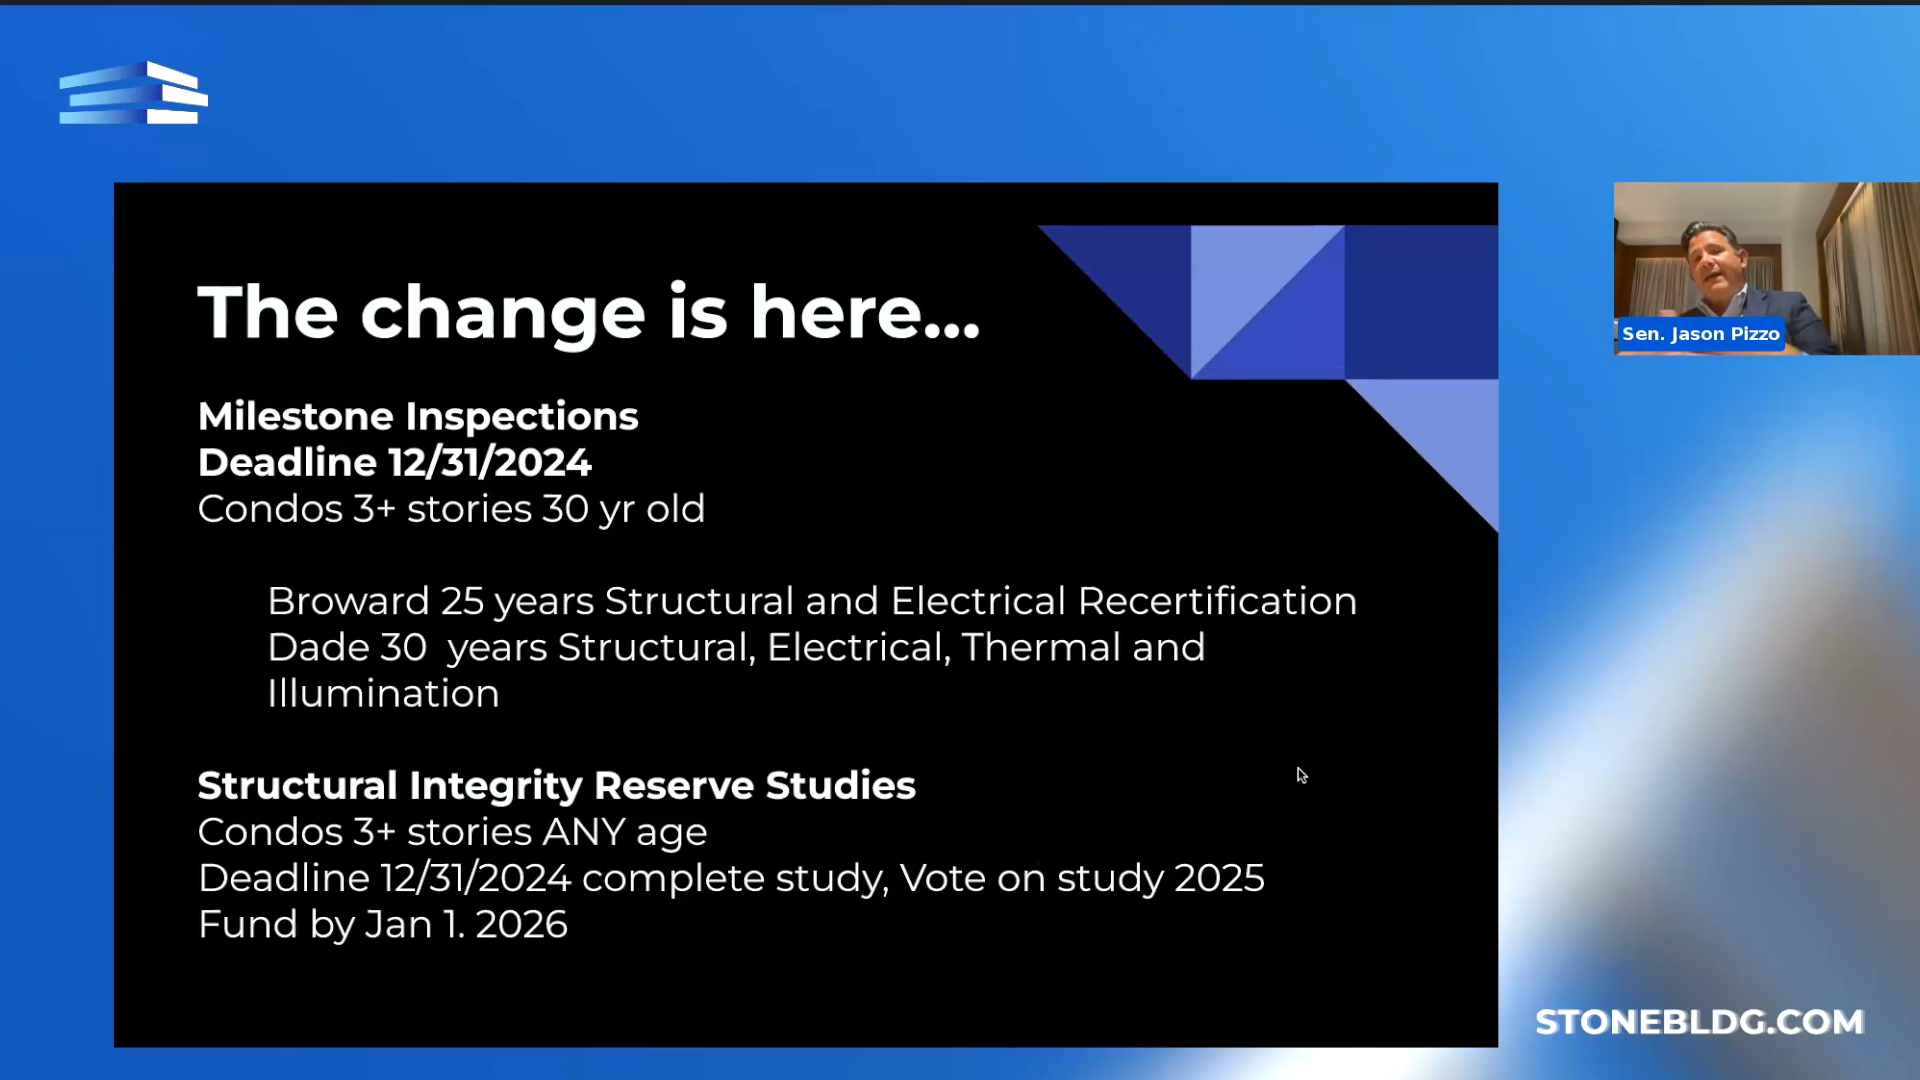 The change is here...
Milestone Inspections
Deadline 12/31/2024
Condos 3+ stories 30 yr old
Broward 25 years Structural and Electrical Recertification
Dade 30  years Structural, Electrical, Thermal and
Illumination
Structural Integrity Reserve Studies
Condos 3+ stories ANY age
Deadline 12/31/2024 complete study, Vote on study 2025
Fund by Jan 1. 2026
Sen. Jason Pizzo
STONEBLDG.COM